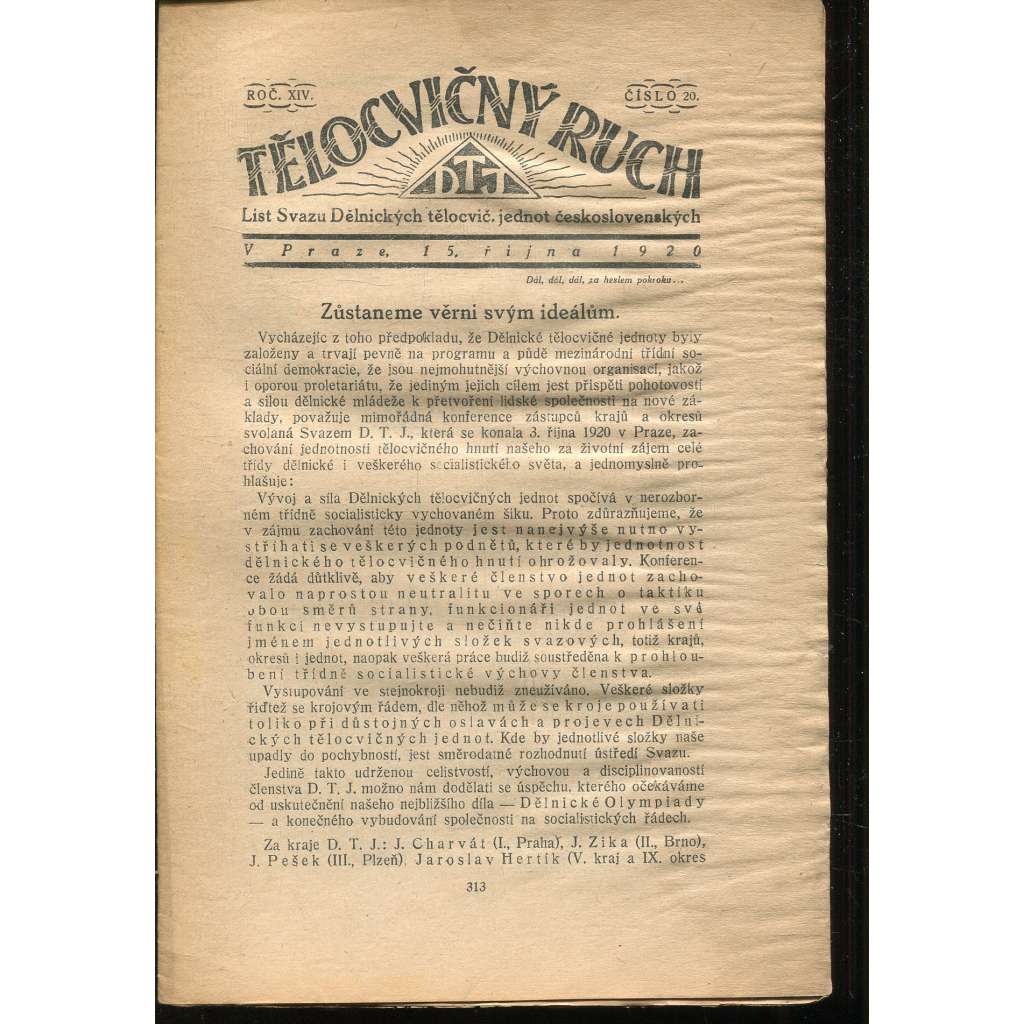 ROČ. XIV.
ČÍSLO 20.
TĚLOCVIČNÝ RUCH
DTJ
List Svazu Dělnických tělocvič. jednot československých
V Praze, 15. října 1920
Dál, dál, dál, za heslem pokroku...
Zůstaneme věrni svým ideálům.
Vycházejíc z toho předpokladu, že Dělnické tělocvičné jednoty byly
založeny a trvají pevně na programu a půdě mezinárodní třídní so-
ciální demokracie, že jsou nejmohutnější výchovnou organisací, jakož
i oporou proletariátu, že jediným jejich cílem jest přispěti pohotovostí
a silou dělnické mládeže k přetvoření lidské společnosti na nové zá-
klady, považuje mimořádná konference zástupců krajů a okresů
svolaná Svazem D. T. J., která se konala 3. října 1920 v Praze, za-
chování jednotnosti tělocvičného hnutí našeho za životní zájem celé
třídy dělnické i veškerého socialistického světa, a jednomyslně pro-
hlašuje:
Vývoj a síla Dělnických tělocvičných jednot spočívá v nerozbor-
ném třídně socialisticky vychovaném šiku. Proto zdůrazňujeme, že
v zájmu zachování této jednoty jest nanejvýše nutno vy-
stříhati se veškerých podnětů, které by jednotnost
dělnického tělocvičného hnutí ohrožovaly. Konferen-
ce žádá důtklivě, aby veškeré členstvo jednot zacho-
valo naprostou neutralitu ve sporech o taktiku
obou směrů strany, funkcionáři jednot ve své
funkci nevystupujte a nečiňte nikde prohlášení
jménem jednotlivých složek svazových, totiž krajů,
okresů i jednot, naopak veškerá práce budiž soustředěna k prohlou-
bení třídně socialistické výchovy členstva.
Vystupování ve stejnokroji nebudiž zneužíváno. Veškeré složky
řiďtež se krojovým řádem, dle něhož může se kroje používati
toliko při důstojných oslavách a projevech Dělni-
ckých tělocvičných jednot. Kde by jednotlivé složky naše
upadly do pochybností, jest směrodatné rozhodnutí ústředí Svazu.
Jedině takto udrženou celistvostí, výchovou a disciplinovaností
členstva D. T. J. možno nám dodělati se úspěchu, kterého očekáváme
od uskutečnění našeho nejbližšího díla — Dělnické Olympiady
— a konečného vybudování společnosti na socialistických řádech.
Za kraje D. T. J.: J. Charvát (I., Praha), J. Zika (II., Brno),
J. Pešek (III., Plzeň), Jaroslav Hertík (V. kraj a IX. okres
313